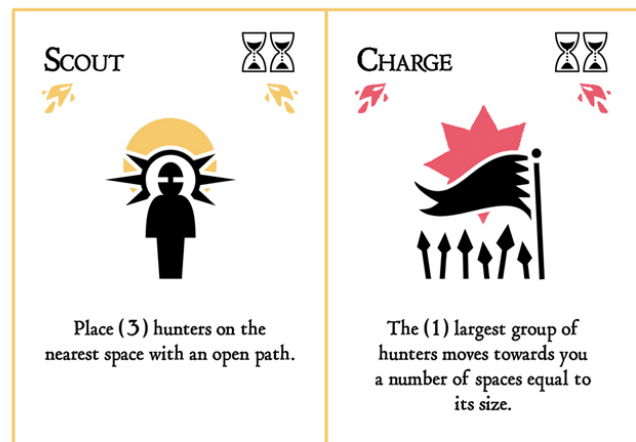 Scout
Place (3) hunters on the
nearest space with an open path.
Charge
The (1) largest group of
hunters moves towards you
a number of spaces equal to
its size.